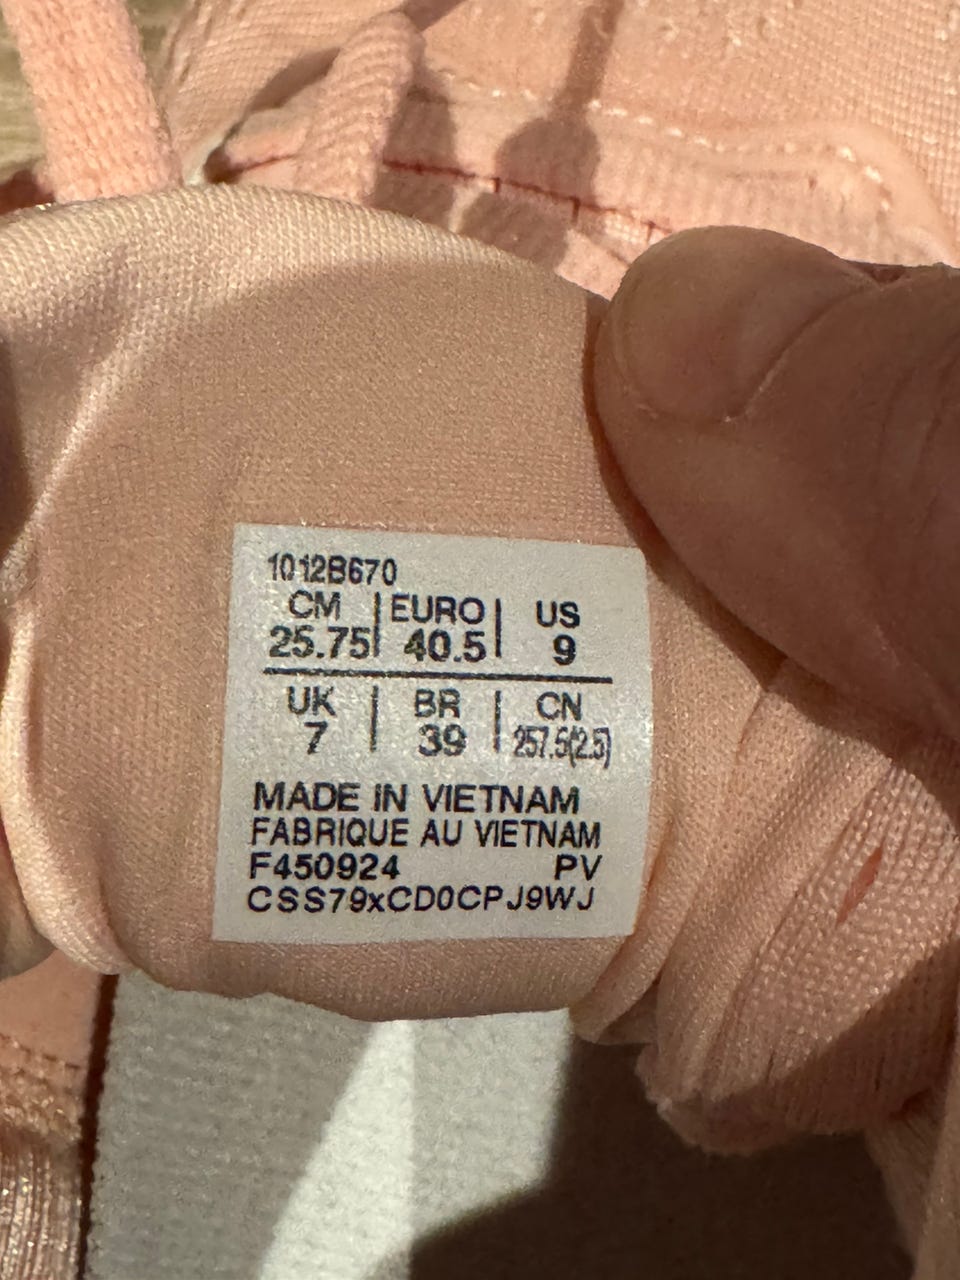 1012B670
CM | EURO | US
25.75 | 40.5 | 9
UK | BR | CN
7 | 39 | 257.5(2.5)
MADE IN VIETNAM
FABRIQUE AU VIETNAM
F450924 PV
CSS79xCD0CPJ9WJ